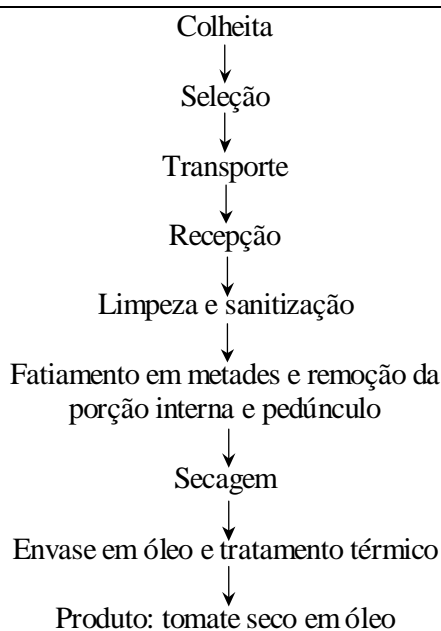 Colheita
Seleção
Transporte
Recepção
Limpeza e sanitização
Fatiamento em metades e remoção da
porção interna e pedúnculo
Secagem
Envase em óleo e tratamento térmico
Produto: tomate seco em óleo